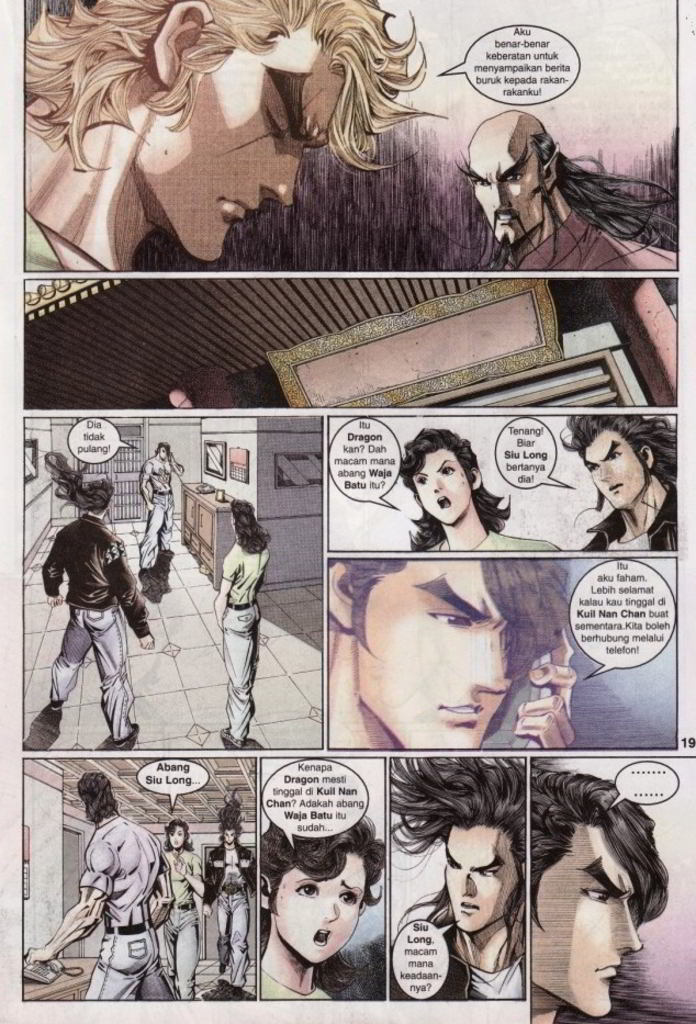 Aku
benar-benar
keberatan untuk
menyampaikan berita
buruk kepada rakan-
rakanku!
Dia
tidak
pulang!
Itu
Dragon
kan? Dah
macam mana
abang Waja
Batu itu?
Tenang!
Biar
Siu Long
bertanya
dia!
Itu
aku faham.
Lebih selamat
kalau kau tinggal di
Kuil Nan Chan buat
sementara.Kita boleh
berhubung melalui
telefon!
19
Abang
Siu Long...
Kenapa
Dragon mesti
tinggal di Kuil Nan
Chan? Adakah abang
Waja Batu itu
sudah...
Siu
Long,
macam
mana
keadaan-
nya?
.......
......